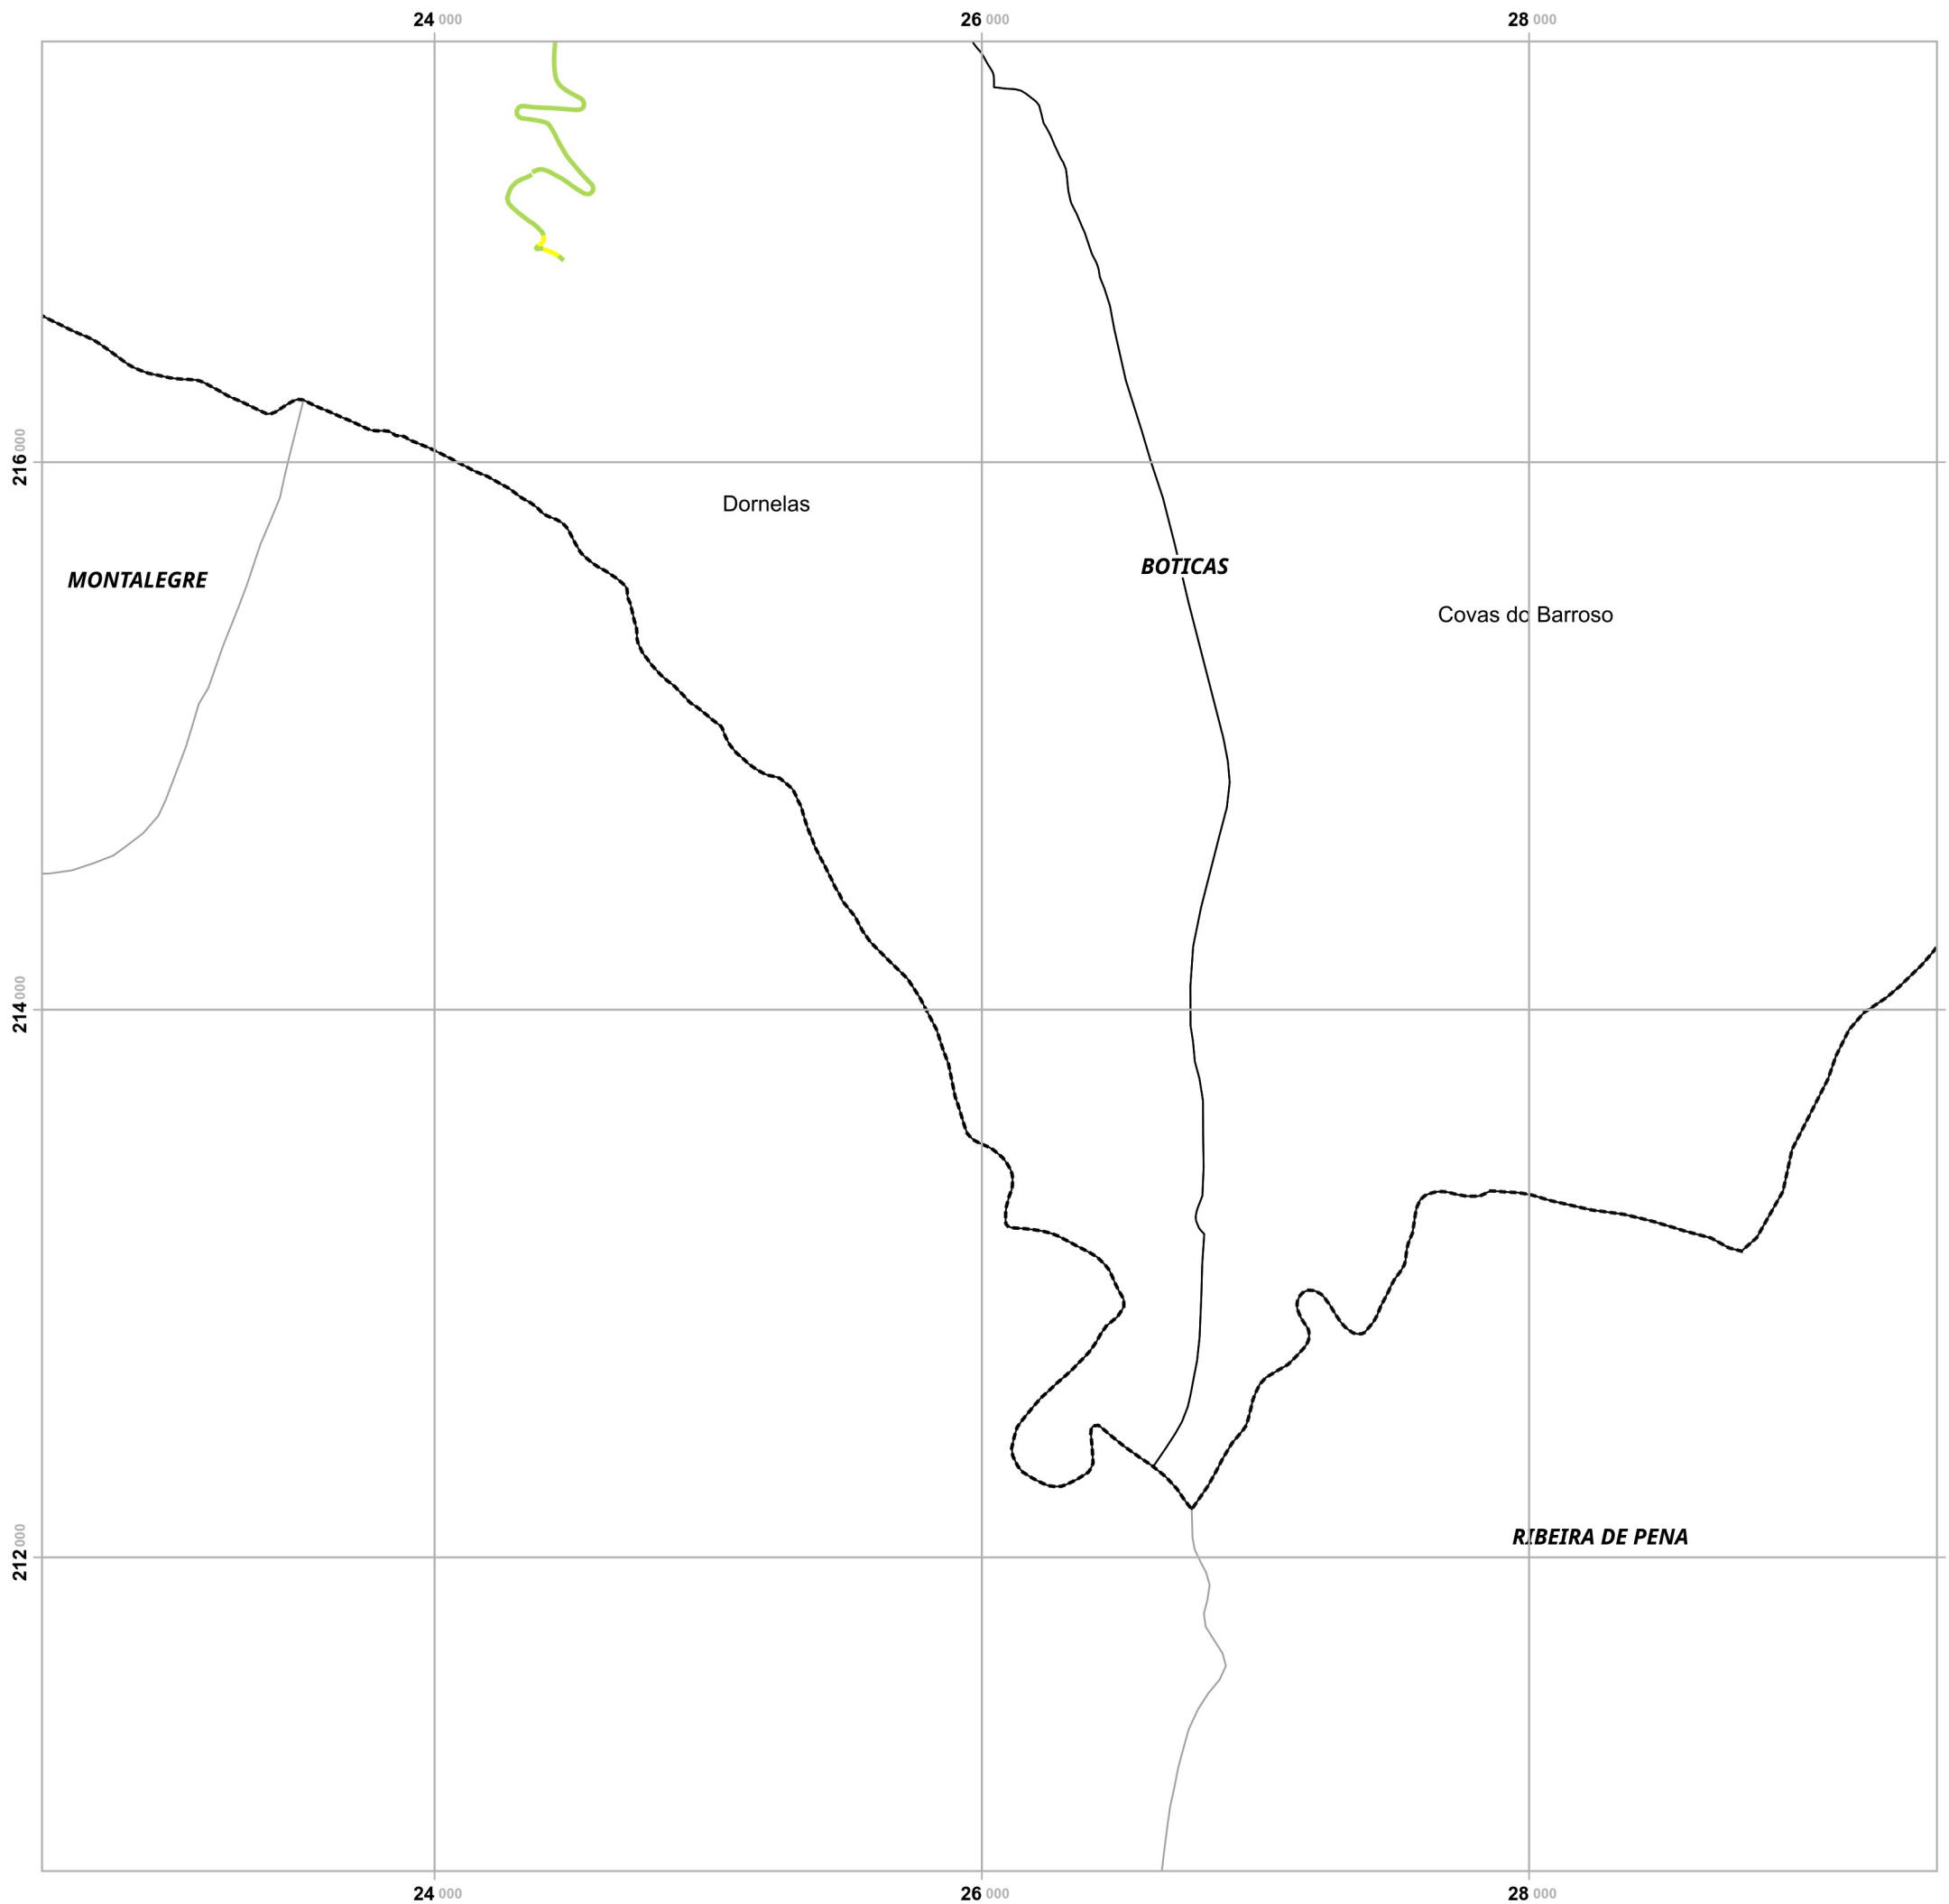 24 000
26 000
28 000
216 000
Dornelas
BOTICAS
MONTALEGRE
Covas do Barroso
214 000
RIBEIRA DE PENA
212 000
24 000
26 000
28 000